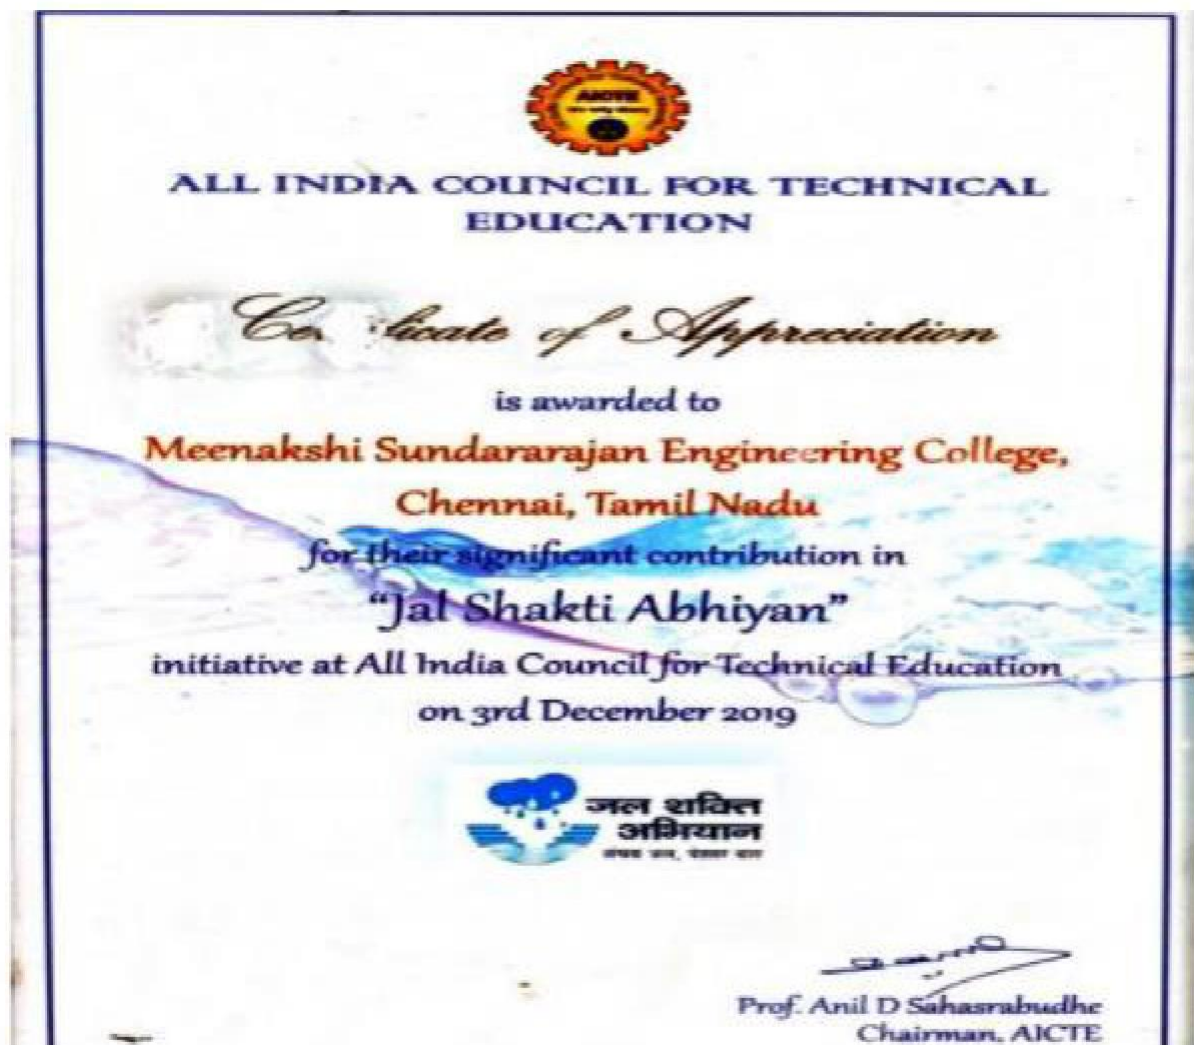 AICTE
ALL INDIA COUNCIL FOR TECHNICAL
EDUCATION
of Appreciation
is awarded to
Meenakshi Sundararajan Engineering College,
Chennai, Tamil Nadu
for their significant contribution in
“Jal Shakti Abhiyan”
initiative at All India Council for Technical Education
on 3rd December 2019
जल शक्ति
अभियान
Prof. Anil D Sahasrabudhe
Chairman, AICTE